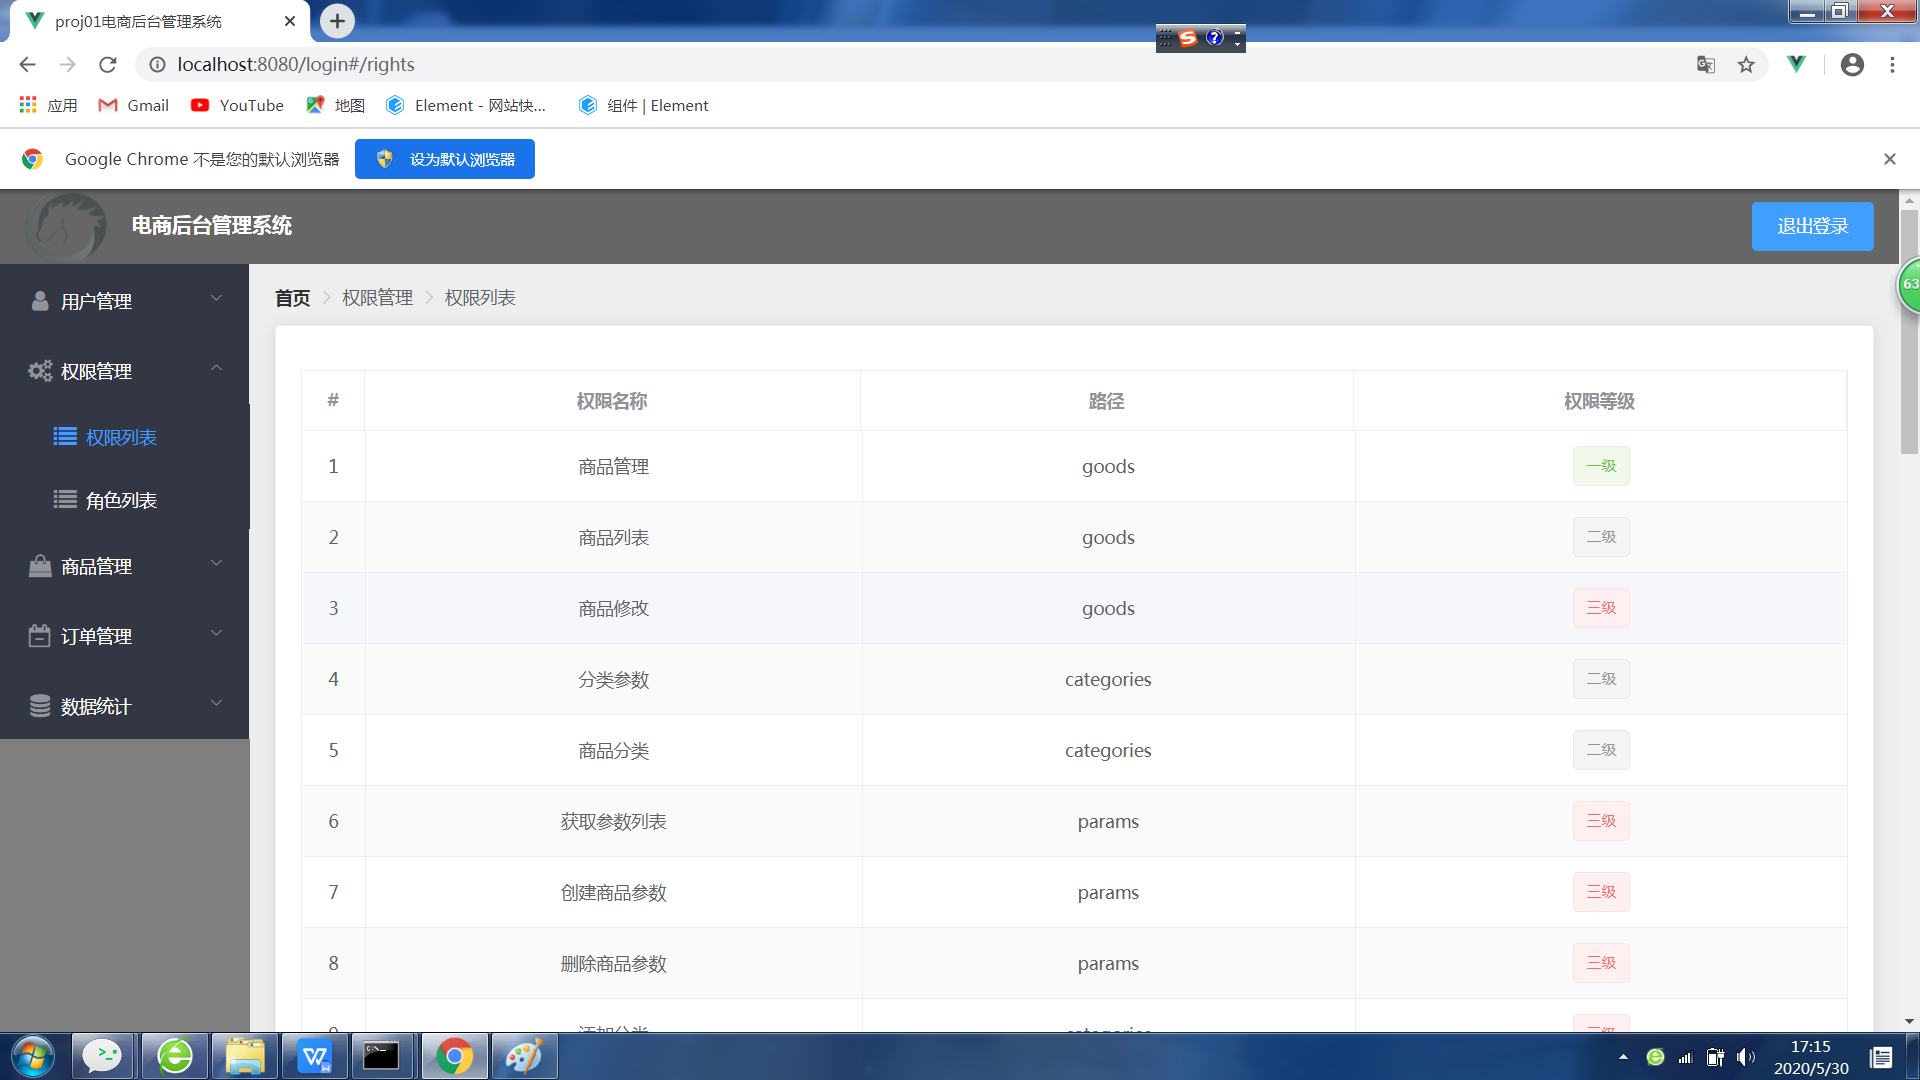 proj01电商后台管理系统
localhost:8080/login#/rights
应用 Gmail YouTube 地图 Element - 网站快... 组件 | Element
Google Chrome 不是您的默认浏览器 设为默认浏览器
电商后台管理系统 退出登录
63
用户管理
权限管理
权限列表
角色列表
商品管理
订单管理
数据统计
首页 权限管理 权限列表
# 权限名称 路径 权限等级
1 商品管理 goods 一级
2 商品列表 goods 二级
3 商品修改 goods 三级
4 分类参数 categories 二级
5 商品分类 categories 二级
6 获取参数列表 params 三级
7 创建商品参数 params 三级
8 删除商品参数 params 三级
9 添加分类 categories 三级
17:15
2020/5/30